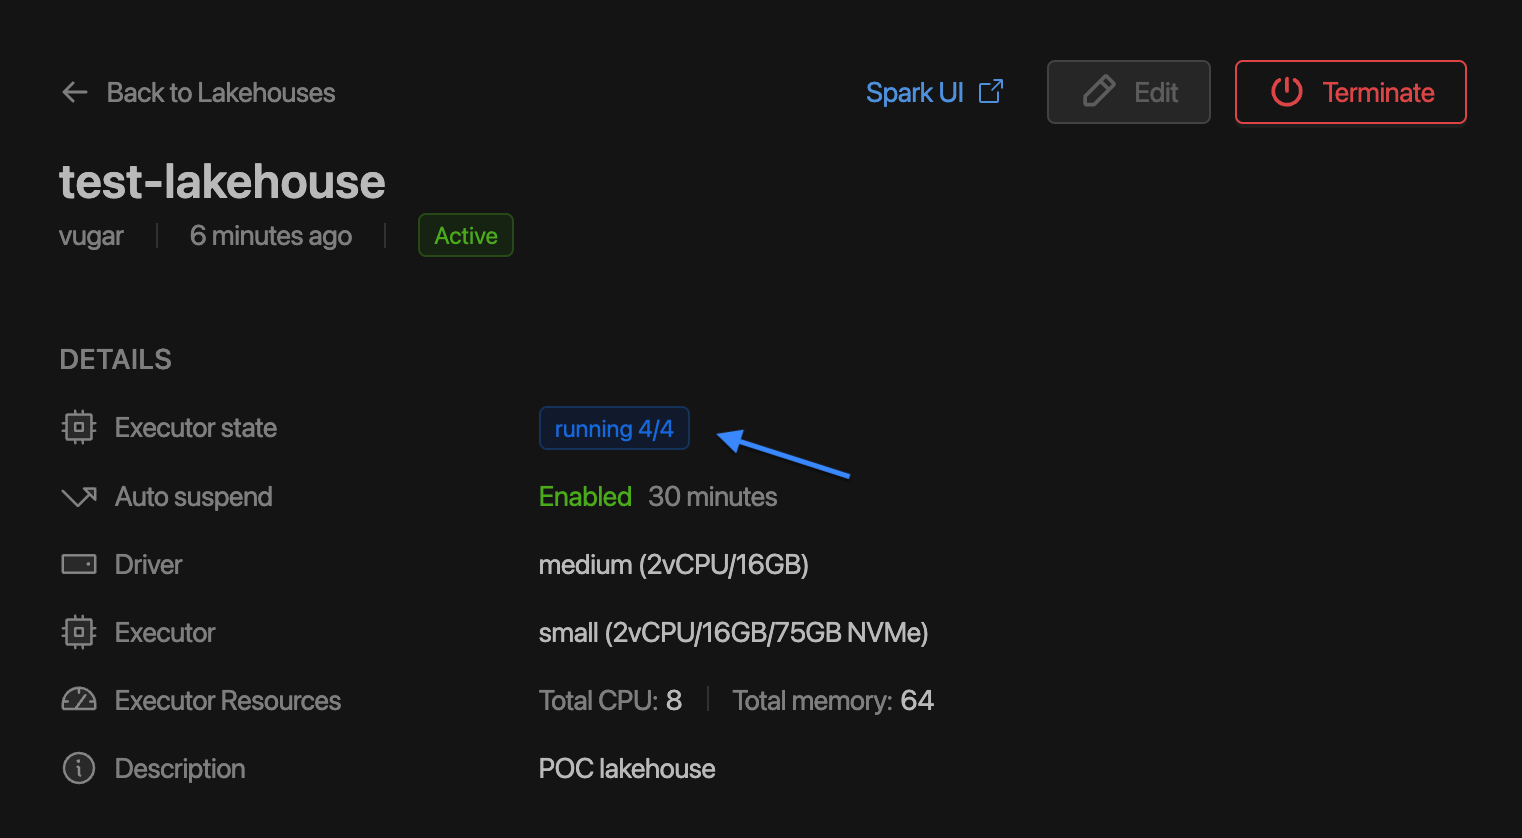 Back to Lakehouses
Spark UI
Edit
Terminate
test-lakehouse
vugar
6 minutes ago
Active
DETAILS
Executor state
running 4/4
Auto suspend
Enabled 30 minutes
Driver
medium (2vCPU/16GB)
Executor
small (2vCPU/16GB/75GB NVMe)
Executor Resources
Total CPU: 8
Total memory: 64
Description
POC lakehouse